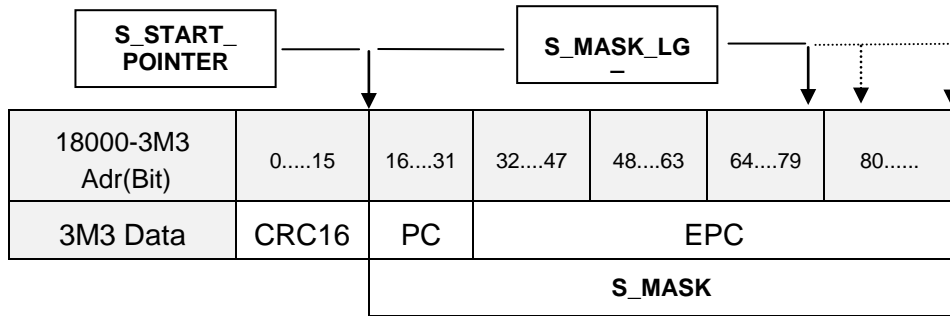 S_START_
POINTER
S_MASK_LG
_
18000-3M3
Adr(Bit)
0.....15
16....31
32....47
48....63
64....79
80......
3M3 Data
CRC16
PC
EPC
S_MASK